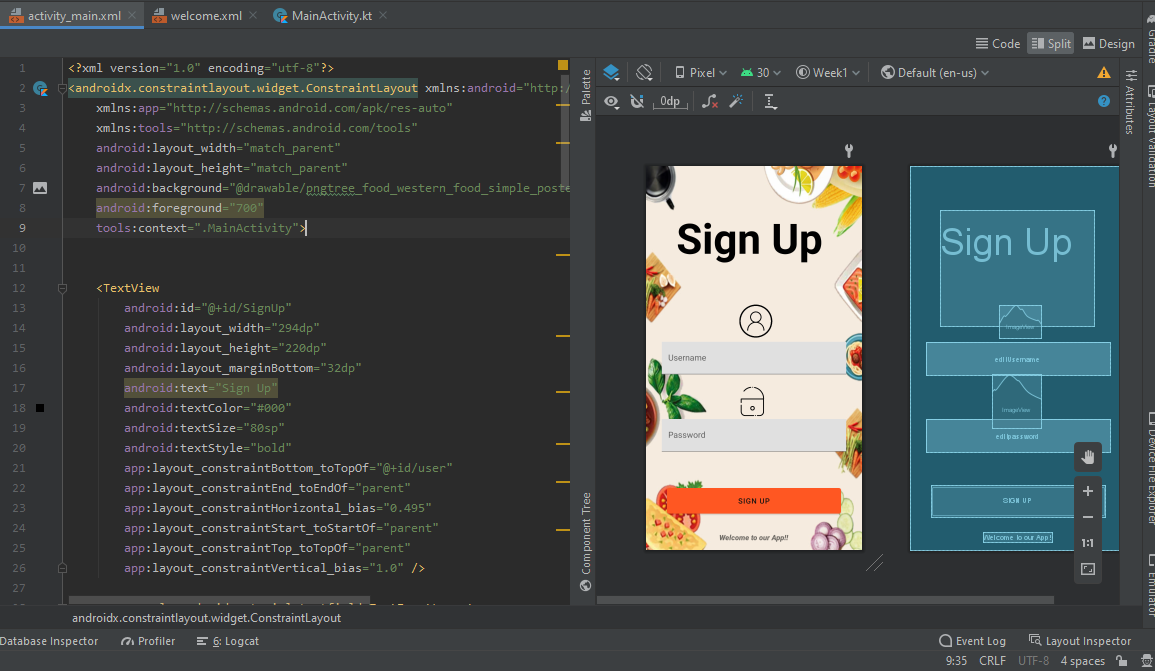 activity_main.xml welcome.xml MainActivity.kt
Code Split Design
Pixel 30 Week1 Default (en-us)
0dp
1 <?xml version="1.0" encoding="utf-8"?>
2 <androidx.constraintlayout.widget.ConstraintLayout xmlns:android="http:/
3 xmlns:app="http://schemas.android.com/apk/res-auto"
4 xmlns:tools="http://schemas.android.com/tools"
5 android:layout_width="match_parent"
6 android:layout_height="match_parent"
7 android:background="@drawable/pngtree_food_western_food_simple_poste
8 android:foreground="700"
9 tools:context=".MainActivity">
10
11
12 <TextView
13 android:id="@+id/SignUp"
14 android:layout_width="294dp"
15 android:layout_height="220dp"
16 android:layout_marginBottom="32dp"
17 android:text="Sign Up"
18 android:textColor="#000"
19 android:textSize="80sp"
20 android:textStyle="bold"
21 app:layout_constraintBottom_toTopOf="@+id/user"
22 app:layout_constraintEnd_toEndOf="parent"
23 app:layout_constraintHorizontal_bias="0.495"
24 app:layout_constraintStart_toStartOf="parent"
25 app:layout_constraintTop_toTopOf="parent"
26 app:layout_constraintVertical_bias="1.0" />
27
Palette
Component Tree
Sign Up
Username
Password
SIGN UP
Welcome to our App!!
Sign Up
ImageView
editUsername
ImageView
editpassword
SIGN UP
Welcome to our App!
1:1
Gradle
Attributes
Layout Validation
Device File Explorer
Emulator
androidx.constraintlayout.widget.ConstraintLayout
Database Inspector Profiler 6: Logcat Event Log Layout Inspector
9:35 CRLF UTF-8 4 spaces